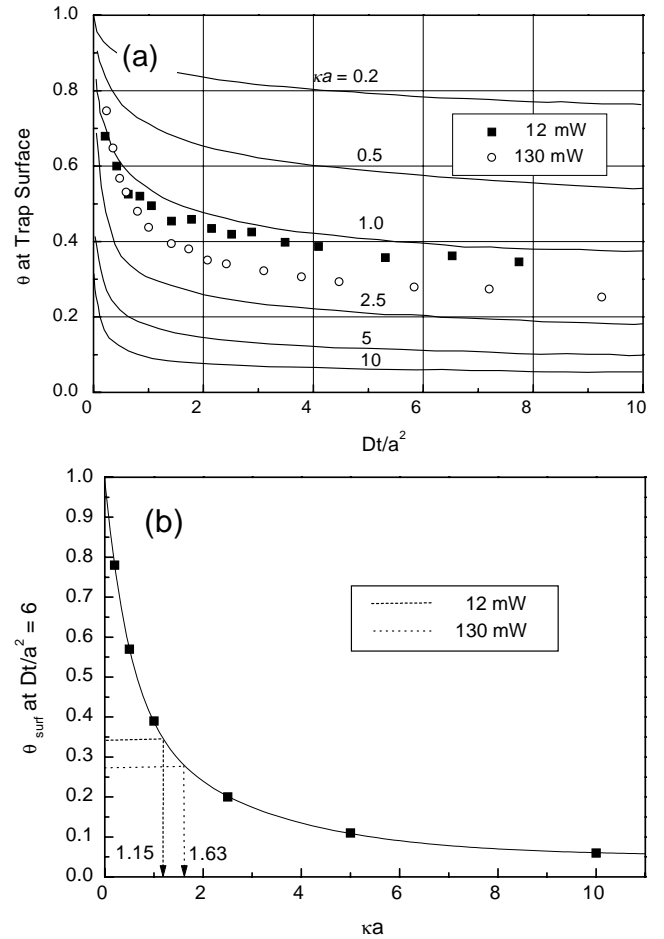 (a)
1.0
0.8
0.6
0.4
0.2
0.0
θ at Trap Surface
κa = 0.2
0.5
1.0
2.5
5
10
12 mW
130 mW
0 2 4 6 8 10
Dt/a²
(b)
1.0
0.9
0.8
0.7
0.6
0.5
0.4
0.3
0.2
0.1
0.0
θ surf at Dt/a² = 6
12 mW
130 mW
1.15 1.63
0 2 4 6 8 10
κa